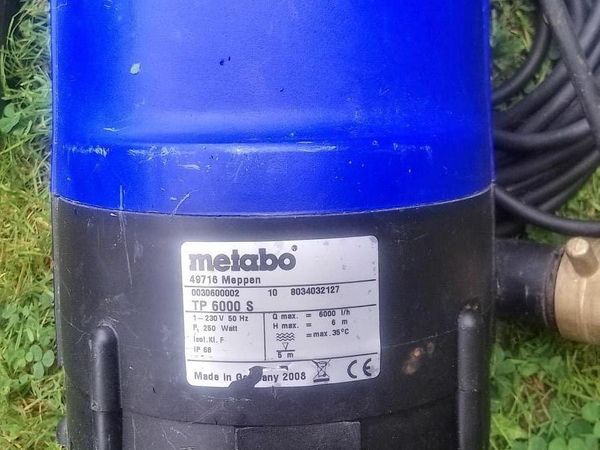 metabo®
49716 Meppen
0030600002 10 8034032127
TP 6000 S
1~230V 50 Hz
P₁ 250 Watt
Isol.Kl. F
IP 68
Q max. = 6000 l/h
H max. = 6 m
= max.35°C
5 m
Made in Germany 2008 CE